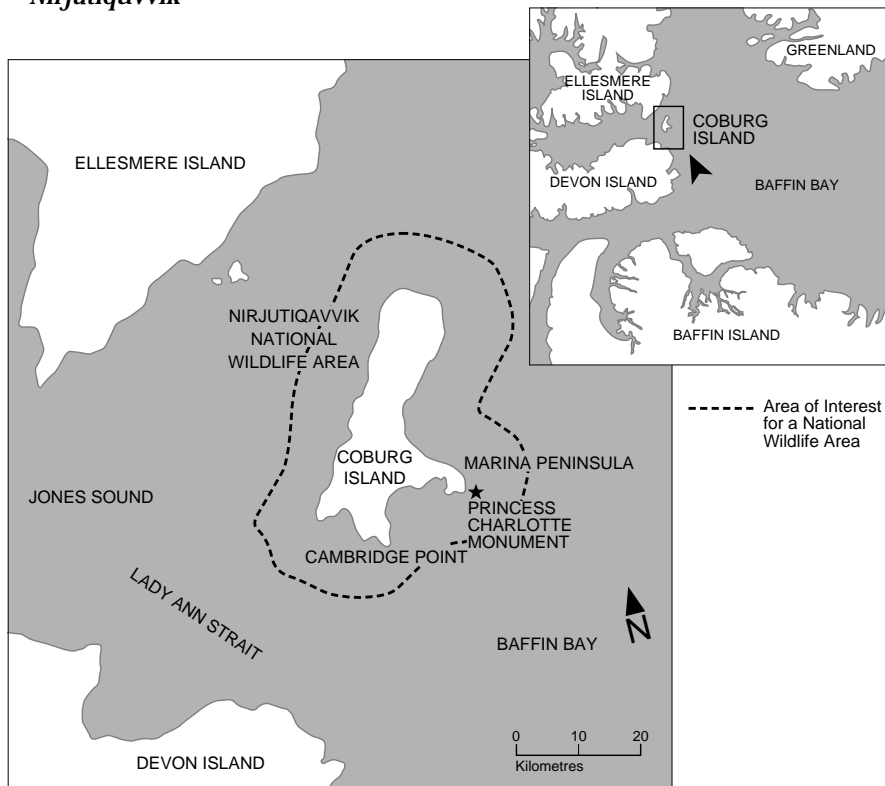 Nirjutiqavvik
GREENLAND
ELLESMERE
ISLAND
COBURG
ISLAND
DEVON ISLAND
BAFFIN BAY
BAFFIN ISLAND
ELLESMERE ISLAND
NIRJUTIQAVVIK
NATIONAL
WILDLIFE AREA
Area of Interest
for a National
Wildlife Area
COBURG
ISLAND
MARINA PENINSULA
JONES SOUND
PRINCESS
CHARLOTTE
MONUMENT
CAMBRIDGE POINT
LADY ANN STRAIT
N
BAFFIN BAY
0 10 20
Kilometres
DEVON ISLAND